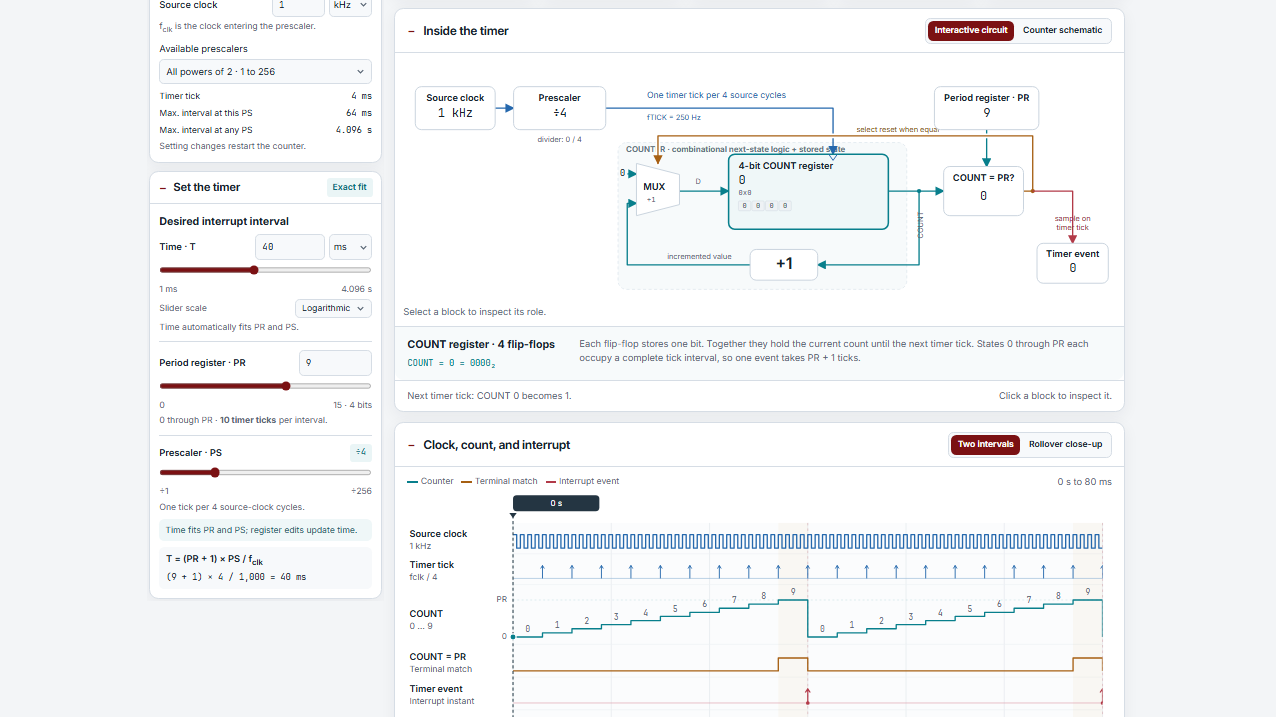 Source clock
1
kHz
fclk is the clock entering the prescaler.
Available prescalers
All powers of 2 · 1 to 256
Timer tick 4 ms
Max. interval at this PS 64 ms
Max. interval at any PS 4.096 s
Setting changes restart the counter.
− Set the timer
Exact fit
Desired interrupt interval
Time · T
40
ms
1 ms 4.096 s
Slider scale
Logarithmic
Time automatically fits PR and PS.
Period register · PR
9
0 15 · 4 bits
0 through PR · 10 timer ticks per interval.
Prescaler · PS
÷4
÷1 ÷256
One tick per 4 source-clock cycles.
Time fits PR and PS; register edits update time.
T = (PR + 1) × PS / fclk
(9 + 1) × 4 / 1,000 = 40 ms
− Inside the timer
Interactive circuit
Counter schematic
Source clock
1 kHz
Prescaler
÷4
divider: 0 / 4
One timer tick per 4 source cycles
fTICK = 250 Hz
Period register · PR
9
select reset when equal
COUNTER · combinational next-state logic + stored state
0
MUX
+1
D
4-bit COUNT register
0
0x0
0 0 0 0
COUNT
COUNT = PR?
0
sample on
timer tick
Timer event
0
incremented value
+1
Select a block to inspect its role.
COUNT register · 4 flip-flops
COUNT = 0 = 0000₂
Each flip-flop stores one bit. Together they hold the current count until the next timer tick. States 0 through PR each
occupy a complete tick interval, so one event takes PR + 1 ticks.
Next timer tick: COUNT 0 becomes 1.
Click a block to inspect it.
− Clock, count, and interrupt
Two intervals
Rollover close-up
Counter
Terminal match
Interrupt event
0 s to 80 ms
0 s
Source clock
1 kHz
Timer tick
fclk / 4
COUNT
0 … 9
PR
0
0 1 2 3 4 5 6 7 8 9 0 1 2 3 4 5 6 7 8 9
COUNT = PR
Terminal match
Timer event
Interrupt instant